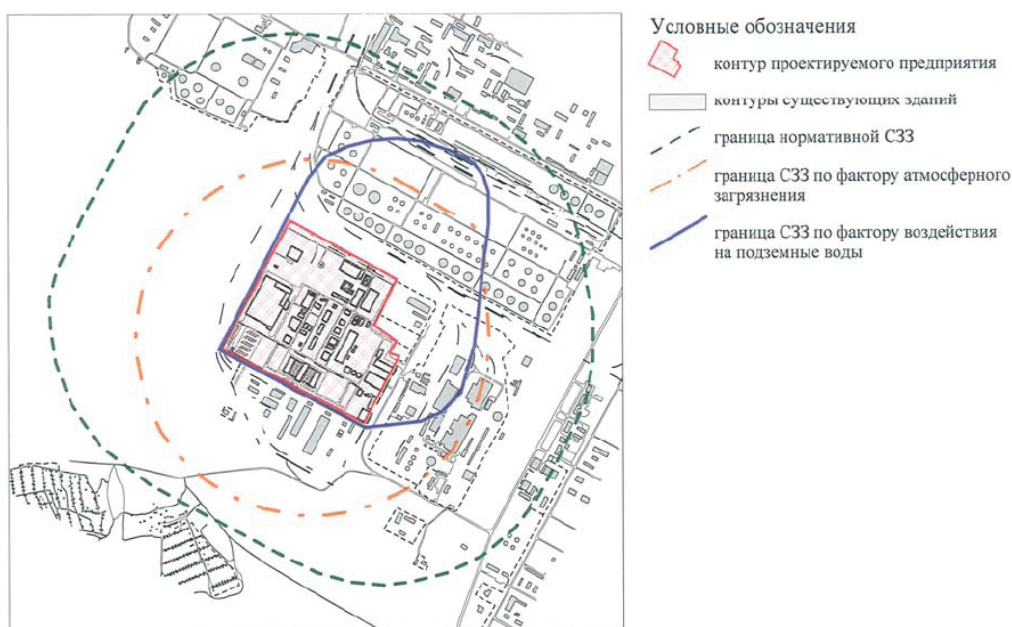 Условные обозначения
контур проектируемого предприятия
контуры существующих зданий
граница нормативной СЗЗ
граница СЗЗ по фактору атмосферного
загрязнения
граница СЗЗ по фактору воздействия
на подземные воды